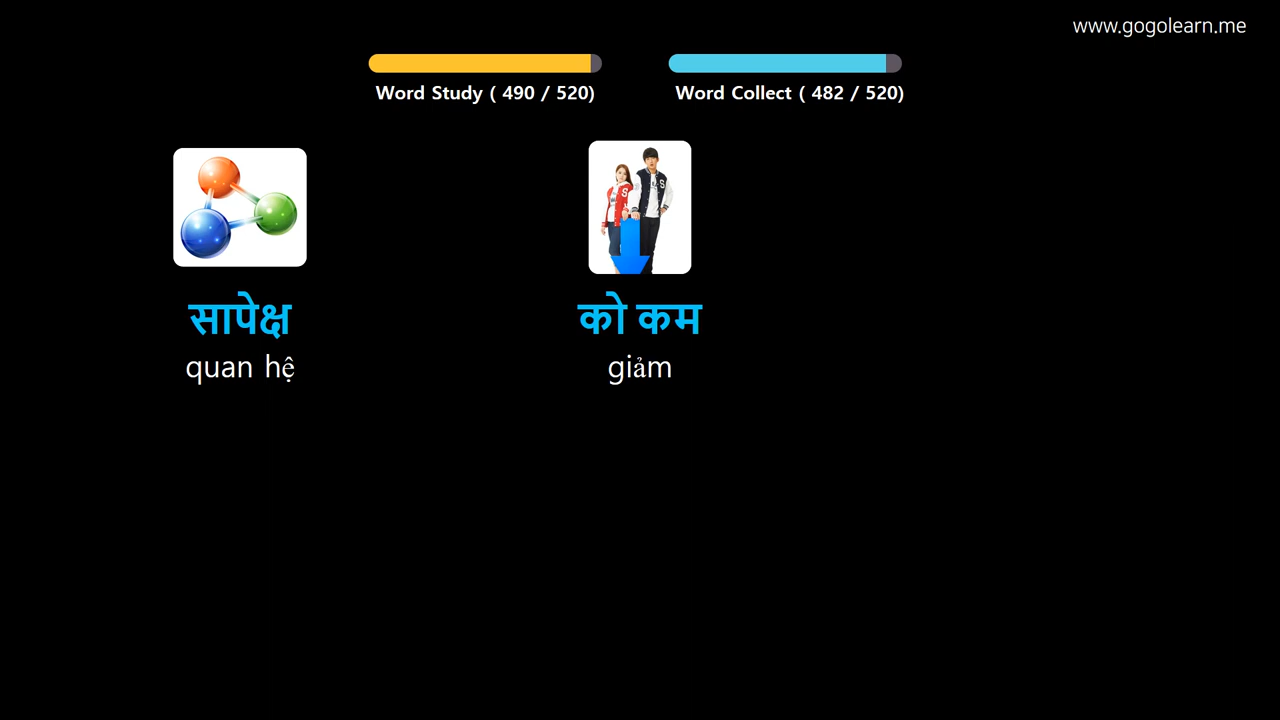 www.gogolearn.me
Word Study ( 490 / 520)
Word Collect ( 482 / 520)
S
S
सापेक्ष
को कम
quan hệ
giảm